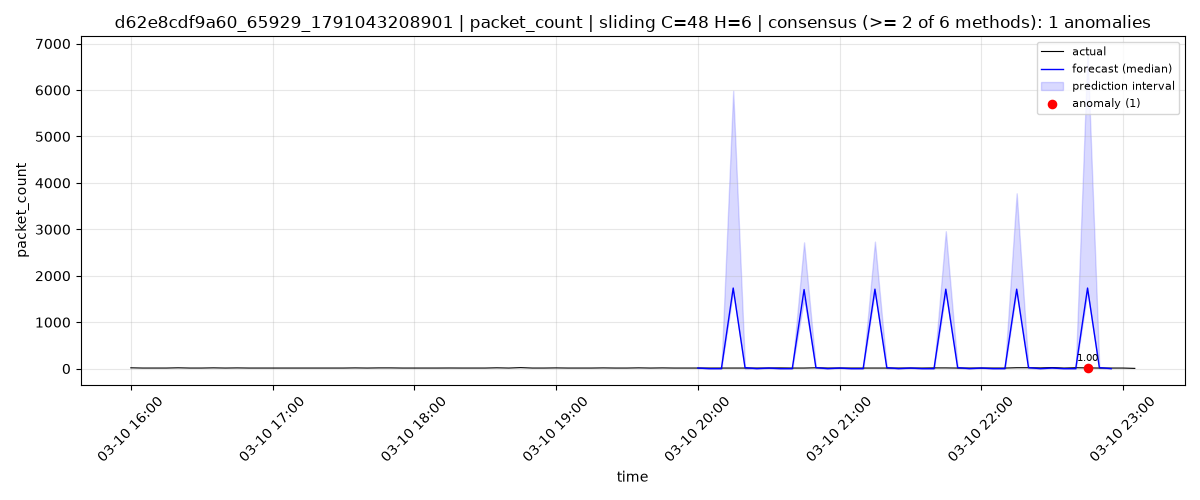 d62e8cdf9a60_65929_1791043208901 | packet_count | sliding C=48 H=6 | consensus (>= 2 of 6 methods): 1 anomalies
7000
6000
5000
4000
3000
2000
1000
0
packet_count
actual
forecast (median)
prediction interval
anomaly (1)
1.00
03-10 16:00
03-10 17:00
03-10 18:00
03-10 19:00
03-10 20:00
03-10 21:00
03-10 22:00
03-10 23:00
time